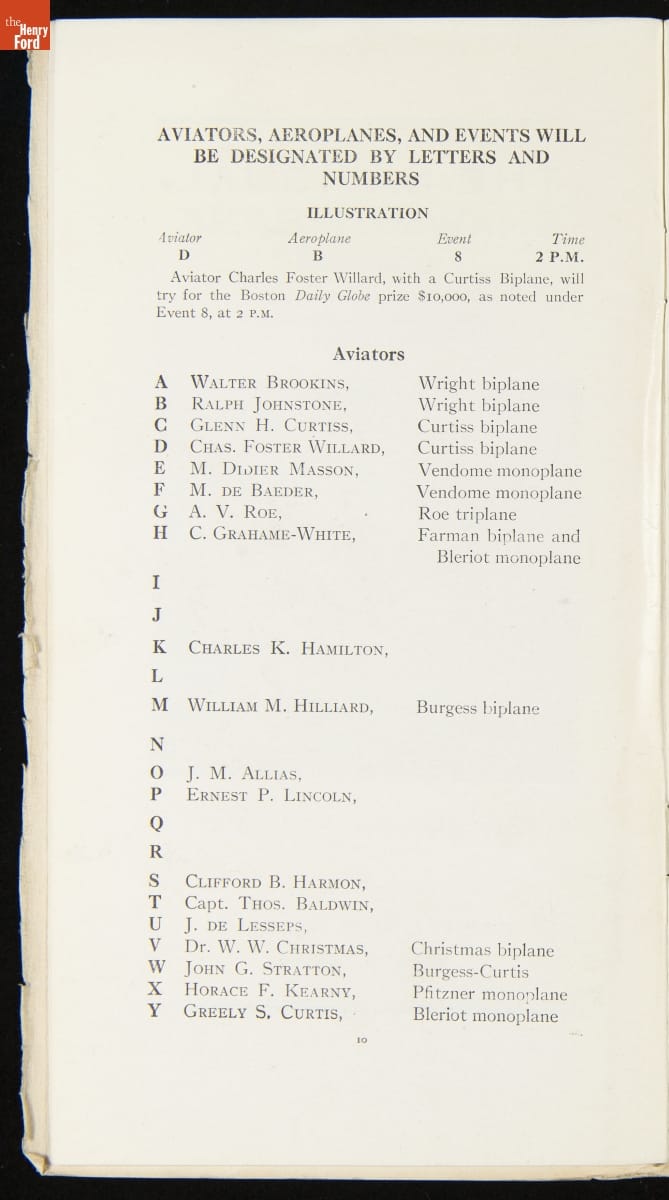 the
Henry
Ford
AVIATORS, AEROPLANES, AND EVENTS WILL
BE DESIGNATED BY LETTERS AND
NUMBERS
ILLUSTRATION
Aviator Aeroplane Event Time
D B 8 2 P.M.
Aviator Charles Foster Willard, with a Curtiss Biplane, will
try for the Boston Daily Globe prize $10,000, as noted under
Event 8, at 2 P.M.
Aviators
A WALTER BROOKINS, Wright biplane
B RALPH JOHNSTONE, Wright biplane
C GLENN H. CURTISS, Curtiss biplane
D CHAS. FOSTER WILLARD, Curtiss biplane
E M. DIDIER MASSON, Vendome monoplane
F M. DE BAEDER, Vendome monoplane
G A. V. ROE, Roe triplane
H C. GRAHAME-WHITE, Farman biplane and
Bleriot monoplane
I
J
K CHARLES K. HAMILTON,
L
M WILLIAM M. HILLIARD, Burgess biplane
N
O J. M. ALLIAS,
P ERNEST P. LINCOLN,
Q
R
S CLIFFORD B. HARMON,
T Capt. THOS. BALDWIN,
U J. DE LESSEPS,
V Dr. W. W. CHRISTMAS, Christmas biplane
W JOHN G. STRATTON, Burgess-Curtis
X HORACE F. KEARNY, Pfitzner monoplane
Y GREELY S. CURTIS, Bleriot monoplane
10